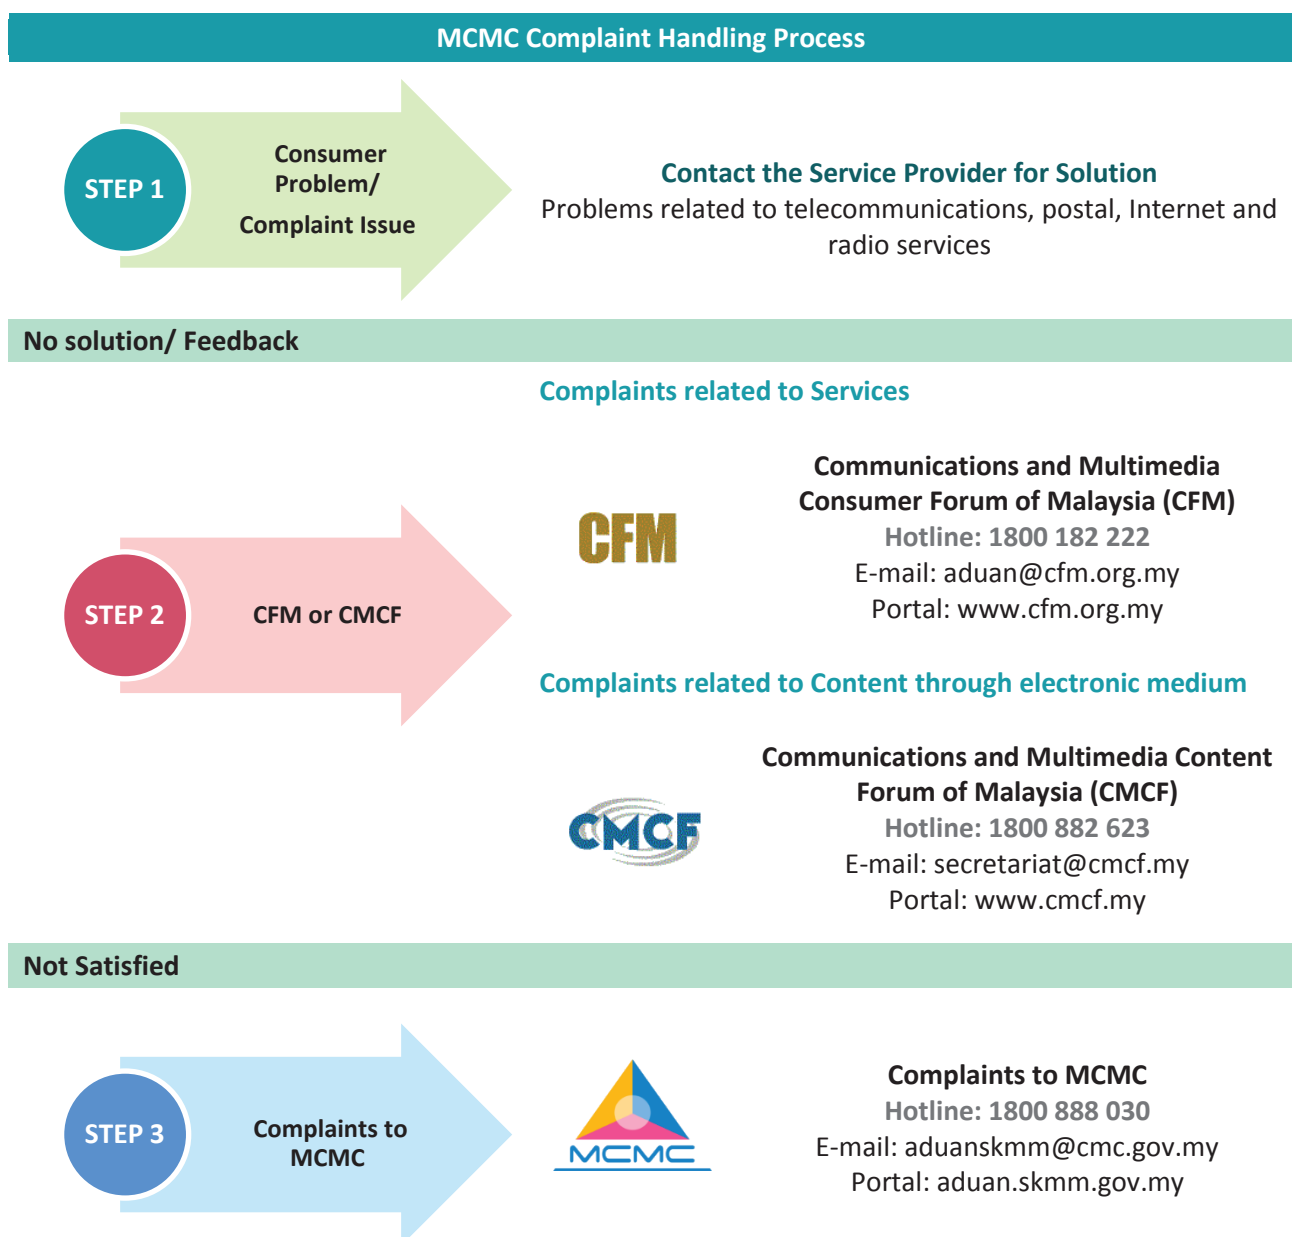 MCMC Complaint Handling Process
STEP 1
Consumer
Problem/
Complaint Issue
Contact the Service Provider for Solution
Problems related to telecommunications, postal, Internet and
radio services
No solution/ Feedback
Complaints related to Services
STEP 2
CFM or CMCF
CFM
Communications and Multimedia
Consumer Forum of Malaysia (CFM)
Hotline: 1800 182 222
E-mail: aduan@cfm.org.my
Portal: www.cfm.org.my
Complaints related to Content through electronic medium
CMCF
Communications and Multimedia Content
Forum of Malaysia (CMCF)
Hotline: 1800 882 623
E-mail: secretariat@cmcf.my
Portal: www.cmcf.my
Not Satisfied
STEP 3
Complaints to
MCMC
MCMC
Complaints to MCMC
Hotline: 1800 888 030
E-mail: aduanskmm@cmc.gov.my
Portal: aduan.skmm.gov.my